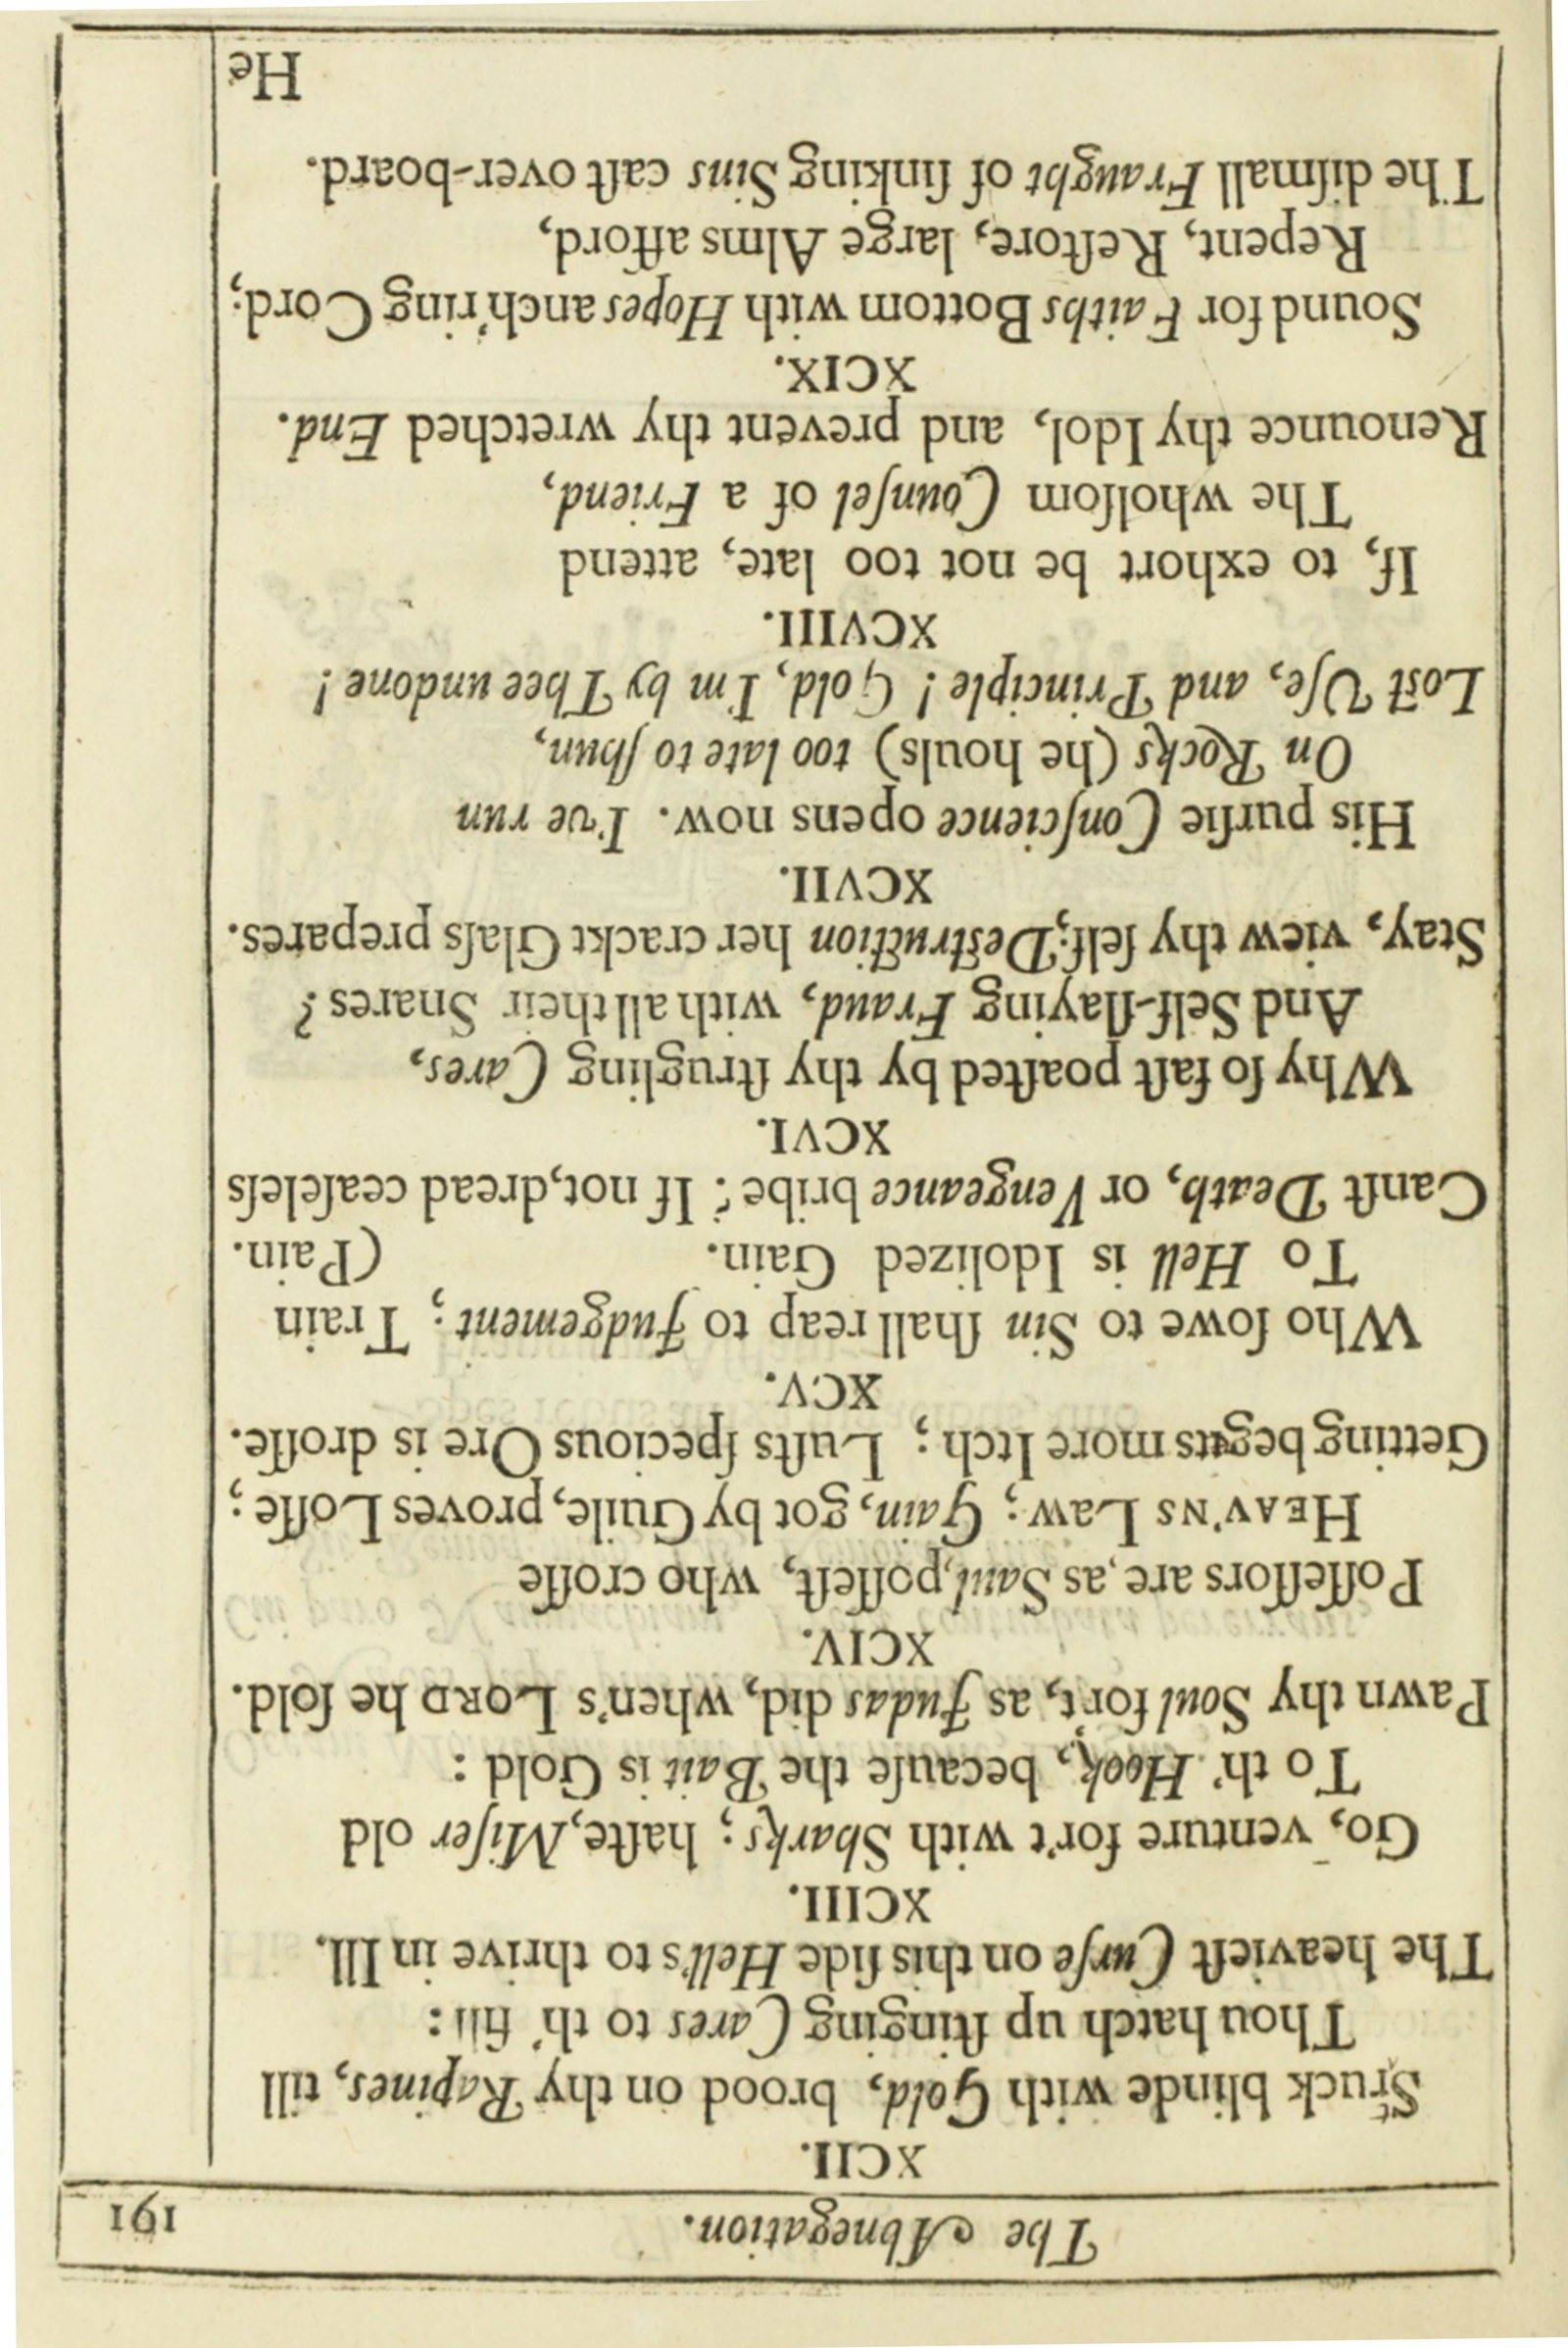 The Abnegation. 191
XCII.
Struck blinde with Gold, brood on thy Rapines, till
Thou hatch up ſtinging Cares to th' fill:
The heavieſt Curſe on this ſide Hell's to thrive in Ill.
XCIII.
Go, venture for't with Sharks; haſte, Miſer old
To th' Hook, becauſe the Bait is Gold:
Pawn thy Soul for't, as Judas did, when's LORD he ſold.
XCIV.
Poſſeſſors are, as Saul, poſſeſt, who croſſe
HEAV'NS Law; Gain, got by Guile, proves Loſſe;
Getting begets more Itch; Luſts ſpecious Ore is droſſe.
XCV.
Who ſowe to Sin ſhall reap to Judgement; Train
To Hell is Idolized Gain. (Pain.
Canſt Death, or Vengeance bribe? If not, dread ceaſeleſs
XCVI.
Why ſo faſt poaſted by thy ſtrugling Cares,
And Self-ſlaying Fraud, with all their Snares?
Stay, view thy ſelf; Deſtruction her crackt Glaſs prepares.
XCVII.
His purſie Conſcience opens now. I've run
On Rocks (he houls) too late to ſhun,
Loſt Uſe, and Principle! Gold, I'm by Thee undone!
XCVIII.
If, to exhort be not too late, attend
The wholſom Counſel of a Friend,
Renounce thy Idol, and prevent thy wretched End.
XCIX.
Sound for Faiths Bottom with Hopes anch'ring Cord;
Repent, Reſtore, large Alms afford,
The diſmall Fraught of ſinking Sins caſt over-board.
He